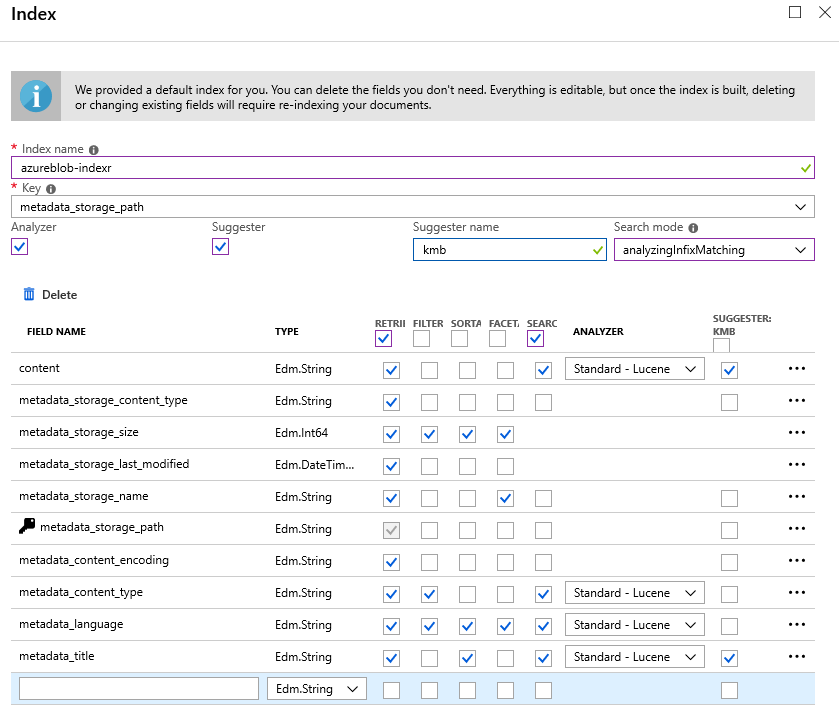 Index
We provided a default index for you. You can delete the fields you don't need. Everything is editable, but once the index is built, deleting
or changing existing fields will require re-indexing your documents.
* Index name
azureblob-indexr
* Key
metadata_storage_path
Analyzer Suggester Suggester name Search mode
kmb analyzingInfixMatching
Delete
FIELD NAME TYPE RETRII FILTER SORTA FACETA SEARC ANALYZER SUGGESTER:
KMB
content Edm.String Standard - Lucene ...
metadata_storage_content_type Edm.String ...
metadata_storage_size Edm.Int64 ...
metadata_storage_last_modified Edm.DateTim... ...
metadata_storage_name Edm.String ...
metadata_storage_path Edm.String ...
metadata_content_encoding Edm.String ...
metadata_content_type Edm.String Standard - Lucene ...
metadata_language Edm.String Standard - Lucene ...
metadata_title Edm.String Standard - Lucene ...
Edm.String